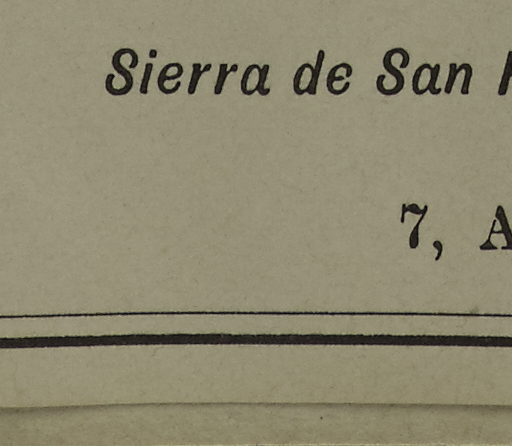 Sierra de San
7, A